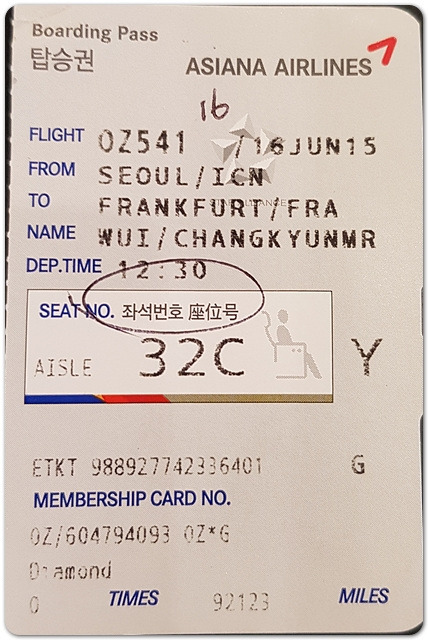 Boarding Pass
탑승권
ASIANA AIRLINES
16
FLIGHT OZ541 /16JUN15
FROM SEOUL/ICN
TO FRANKFURT/FRA
NAME WUI/CHANGKYUNMR
DEP.TIME 12:30
SEAT NO. 좌석번호 座位号
AISLE 32C Y
ETKT 988927742336401 G
MEMBERSHIP CARD NO.
OZ/604794093 OZ*G
Diamond
0 TIMES 92123 MILES